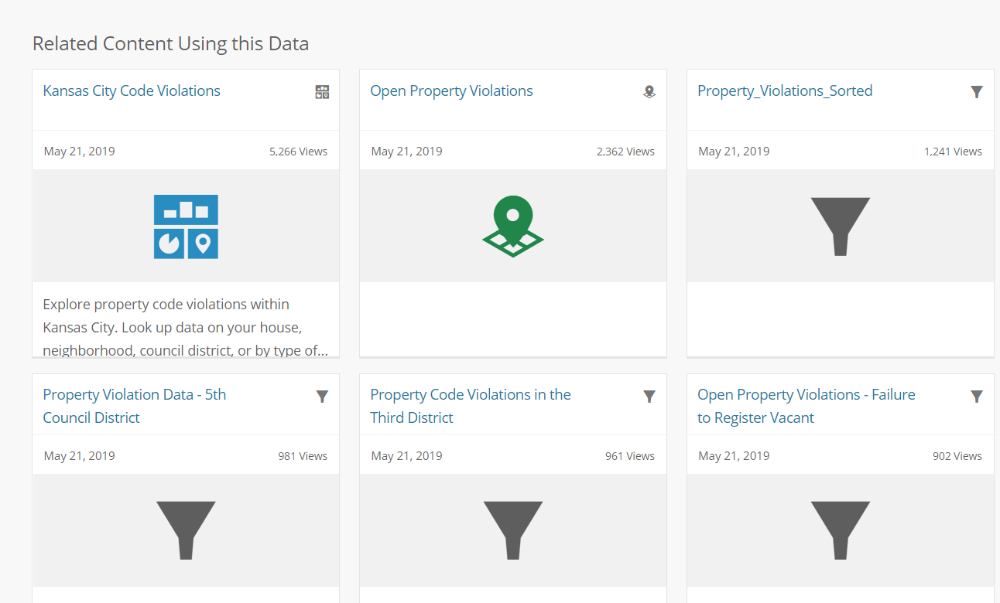 Related Content Using this Data
Kansas City Code Violations
May 21, 2019
5,266 Views
Explore property code violations within
Kansas City. Look up data on your house,
neighborhood, council district, or by type of...
Open Property Violations
May 21, 2019
2,362 Views
Property_Violations_Sorted
May 21, 2019
1,241 Views
Property Violation Data - 5th
Council District
May 21, 2019
981 Views
Property Code Violations in the
Third District
May 21, 2019
961 Views
Open Property Violations - Failure
to Register Vacant
May 21, 2019
902 Views